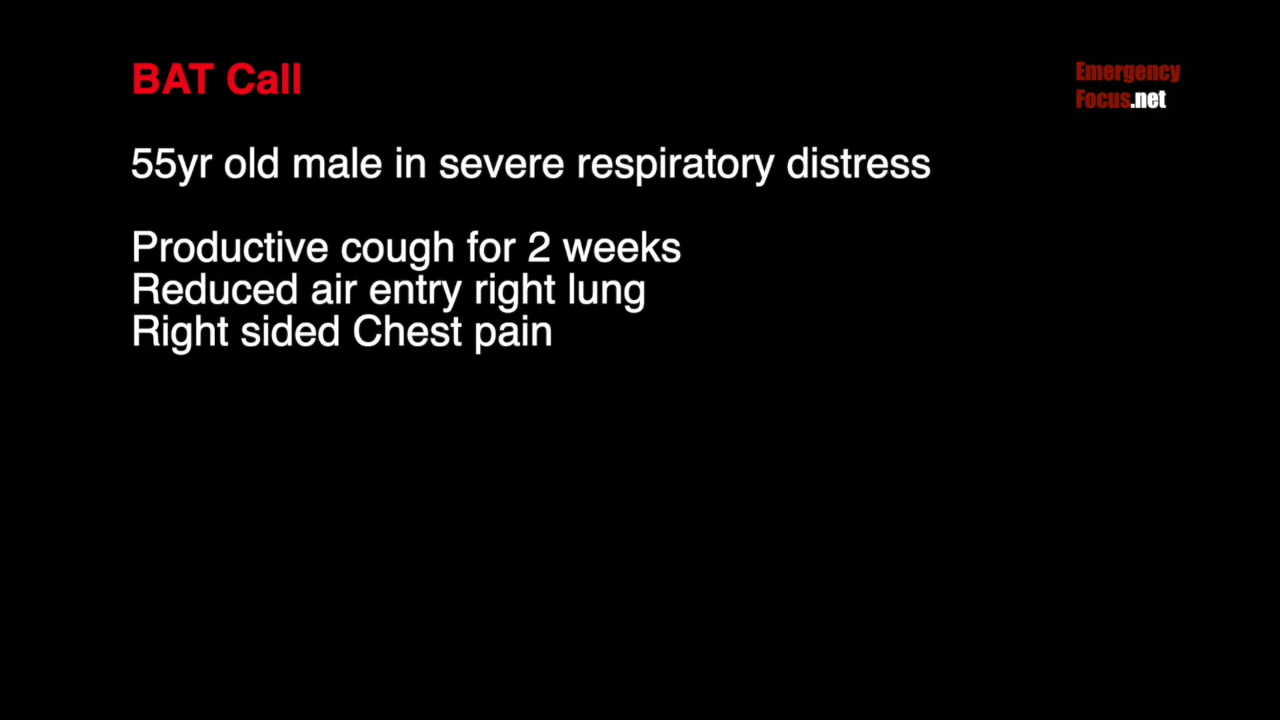 BAT Call
Emergency
Focus.net
55yr old male in severe respiratory distress
Productive cough for 2 weeks
Reduced air entry right lung
Right sided Chest pain